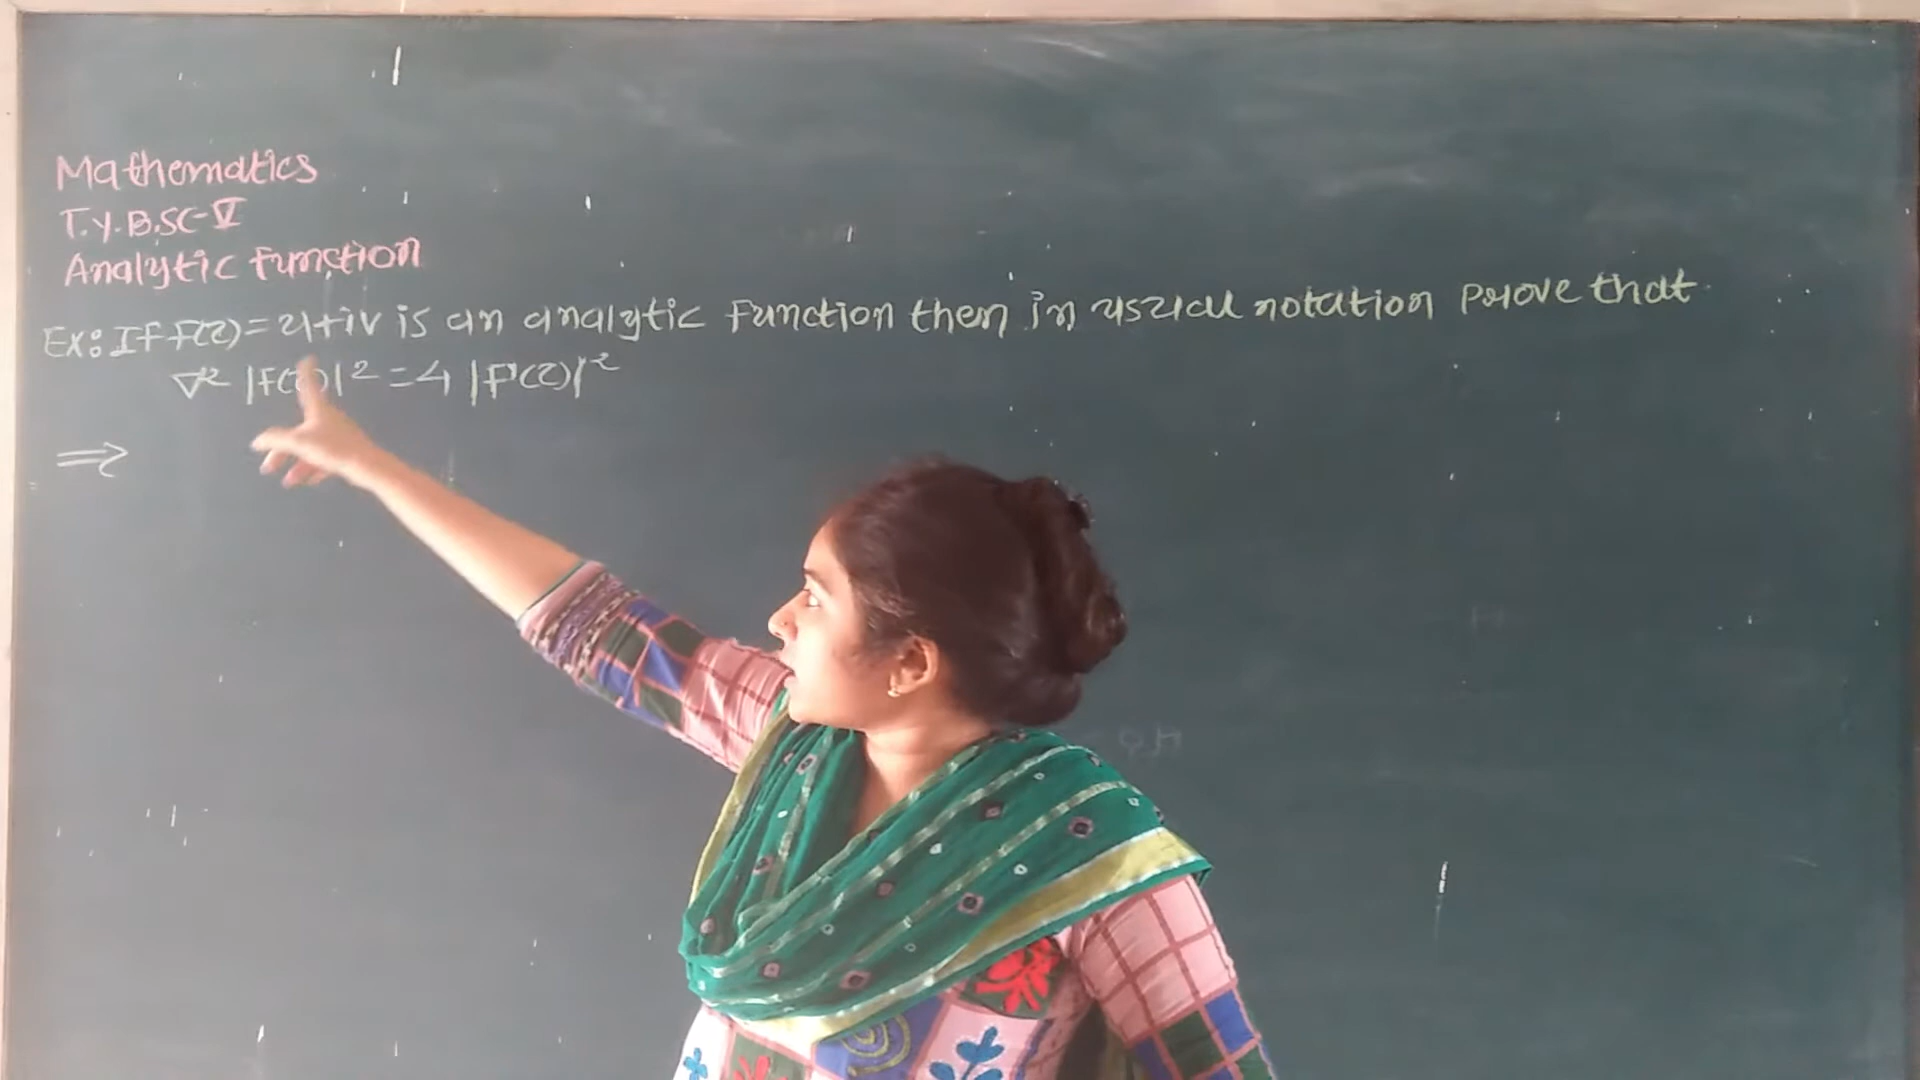 Mathematics
T.Y.B.SC-VI
Analytic Function
Ex: If f(z)=u+iv is an analytic Function then in usual notation prove that
∇² |F(z)|² = 4 |F'(z)|²
⇒